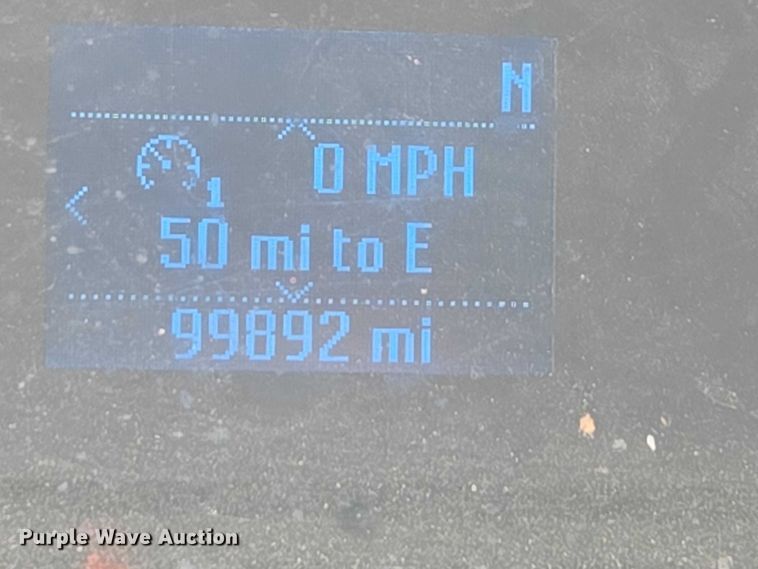 N
0 MPH
1
50 mi to E
99892 mi
Purple Wave Auction